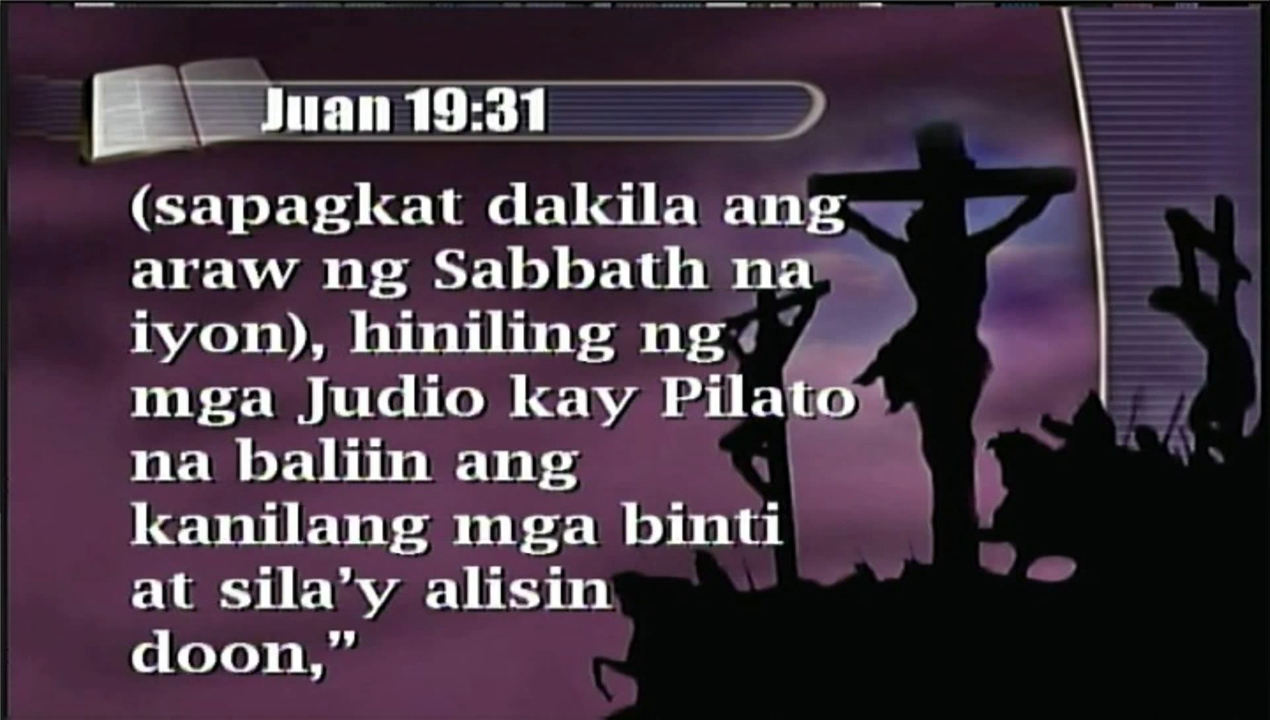 Juan 19:31
(sapagkat dakila ang
araw ng Sabbath na
iyon), hiniling ng
mga Judio kay Pilato
na baliin ang
kanilang mga binti
at sila’y alisin
doon,”